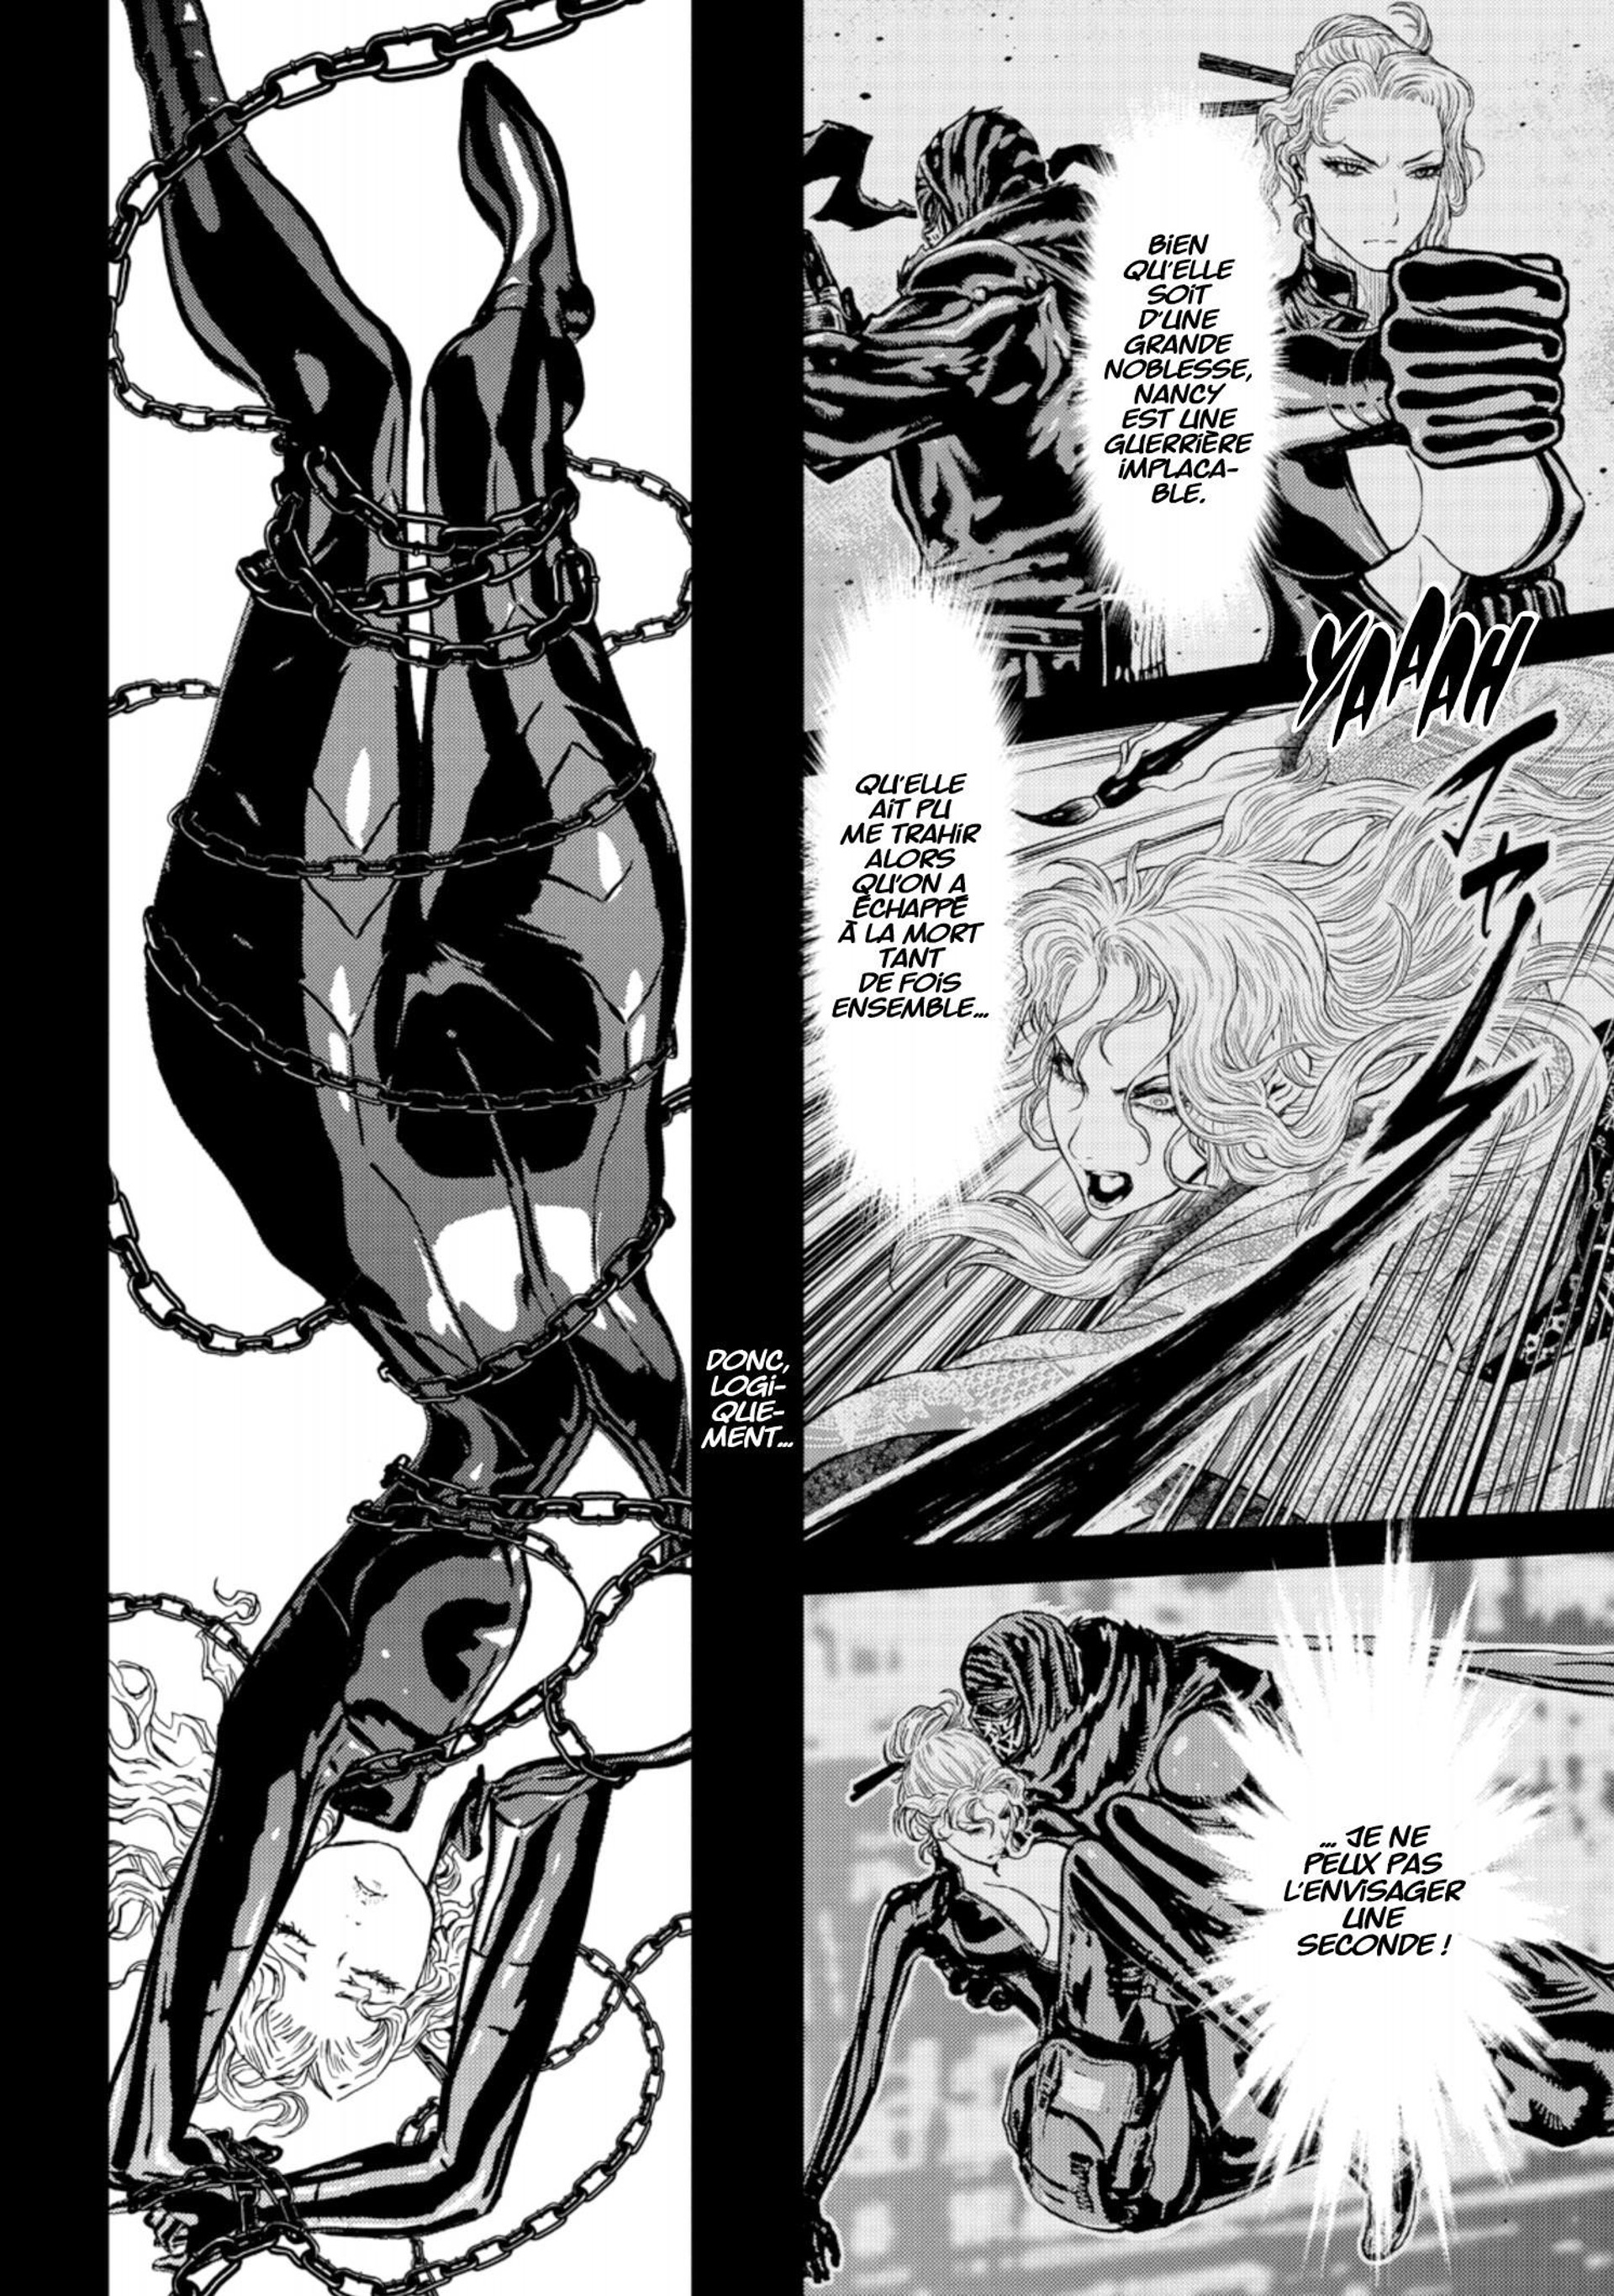 BIEN
QU'ELLE
SOIT
D'UNE
GRANDE
NOBLESSE,
NANCY
EST UNE
GUERRIÈRE
IMPLACA-
BLE.
YAAAH
ヤ
QU'ELLE
AIT PU
ME TRAHIR
ALORS
QU'ON A
ÉCHAPPÉ
À LA MORT
TANT
DE FOIS
ENSEMBLE...
... JE NE
PEUX PAS
L'ENVISAGER
UNE
SECONDE !
DONC,
LOGI-
QUE-
MENT...